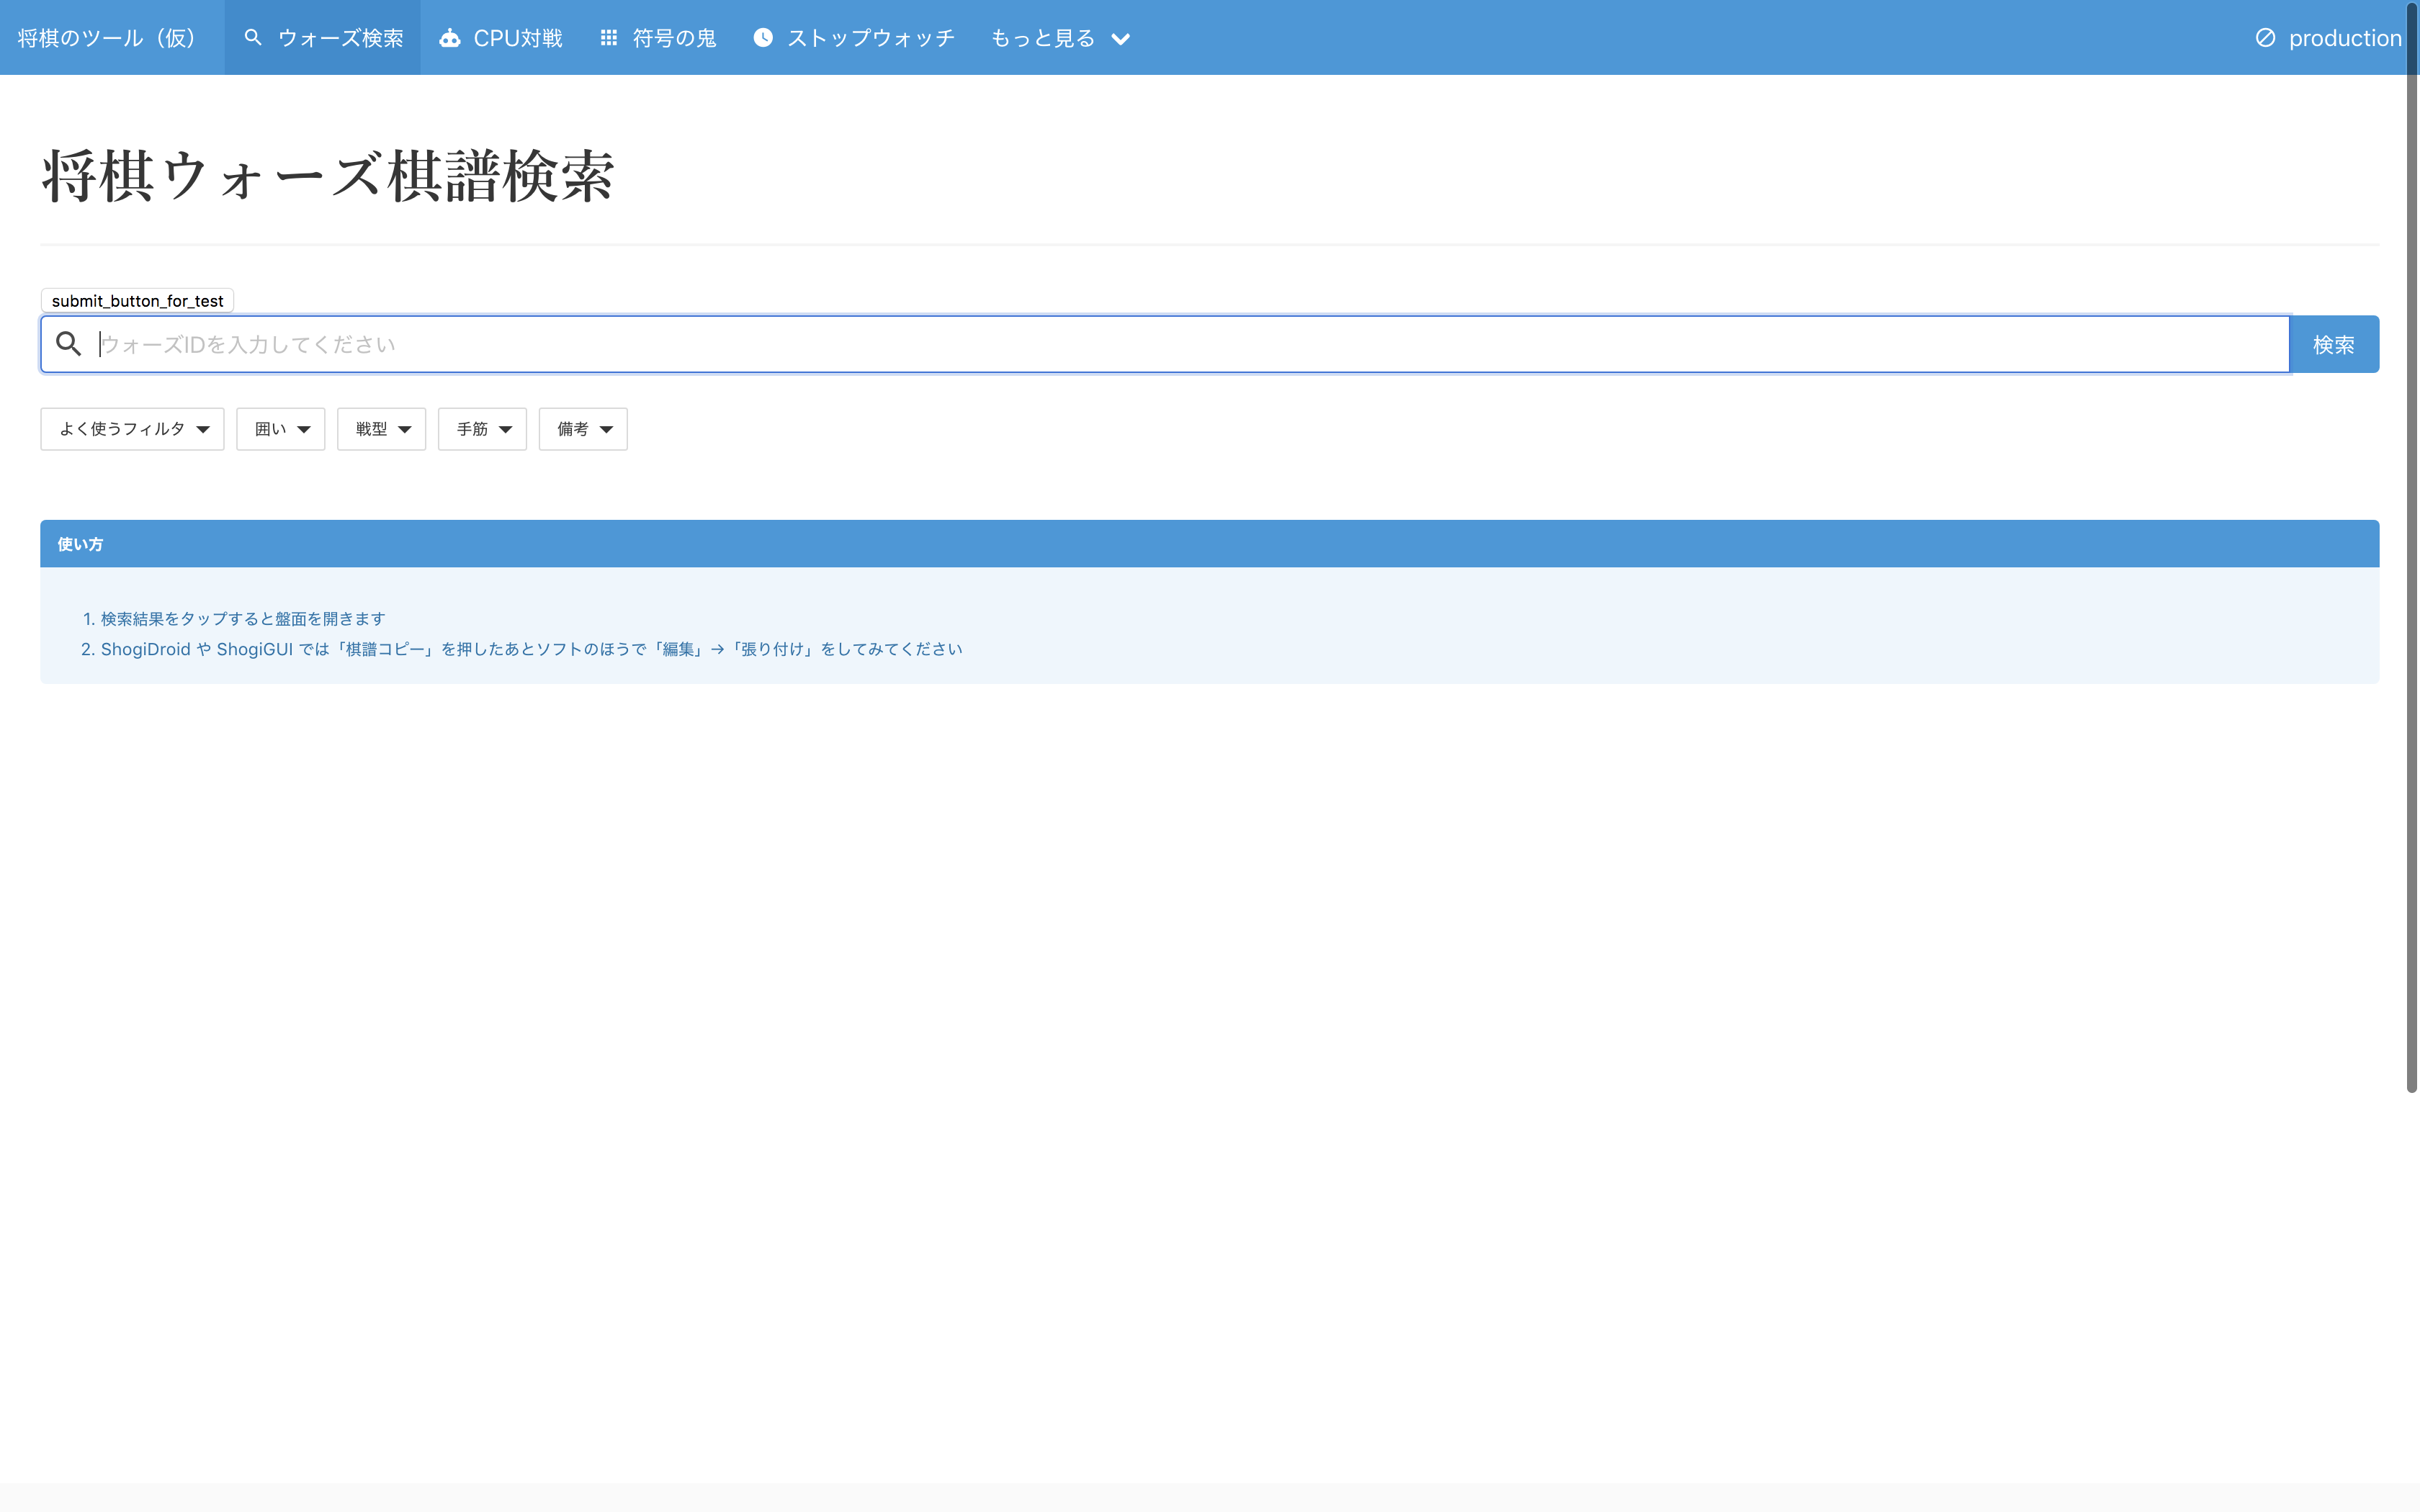 将棋のツール（仮） ウォーズ検索 CPU対戦 符号の鬼 ストップウォッチ もっと見る production
将棋ウォーズ棋譜検索
submit_button_for_test
ウォーズIDを入力してください 検索
よく使うフィルタ 囲い 戦型 手筋 備考
使い方
1. 検索結果をタップすると盤面を開きます
2. ShogiDroid や ShogiGUI では「棋譜コピー」を押したあとソフトのほうで「編集」→「張り付け」をしてみてください